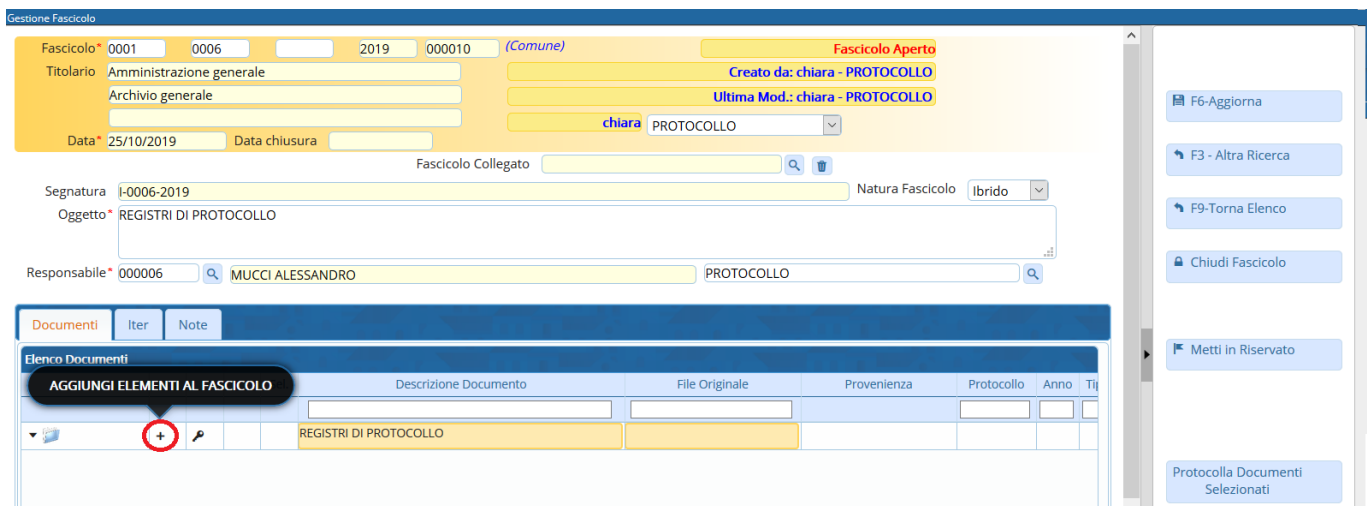 Gestione Fascicolo
Fascicolo* 0001 0006 2019 000010 (Comune) Fascicolo Aperto
Titolario Amministrazione generale Creato da: chiara - PROTOCOLLO
Archivio generale Ultima Mod.: chiara - PROTOCOLLO
chiara PROTOCOLLO
Data* 25/10/2019 Data chiusura
Fascicolo Collegato
Segnatura I-0006-2019 Natura Fascicolo Ibrido
Oggetto* REGISTRI DI PROTOCOLLO
Responsabile* 000006 MUCCI ALESSANDRO PROTOCOLLO
Documenti Iter Note
Elenco Documenti
AGGIUNGI ELEMENTI AL FASCICOLO Descrizione Documento File Originale Provenienza Protocollo Anno
+ REGISTRI DI PROTOCOLLO
F6-Aggiorna
F3 - Altra Ricerca
F9-Torna Elenco
Chiudi Fascicolo
Metti in Riservato
Protocolla Documenti
Selezionati